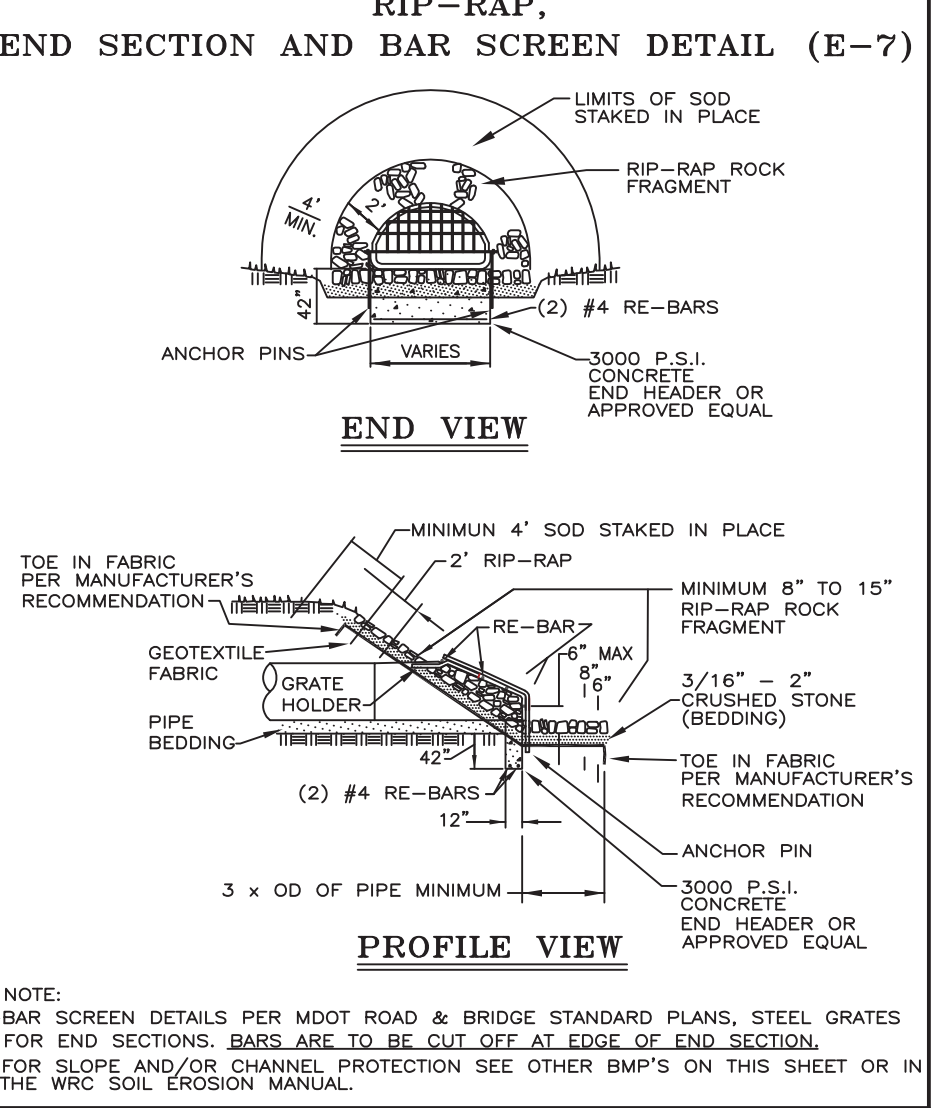 RIP-RAP,
END SECTION AND BAR SCREEN DETAIL (E-7)
LIMITS OF SOD
STAKED IN PLACE
RIP-RAP ROCK
FRAGMENT
4'
MIN.
2'
42"
(2) #4 RE-BARS
ANCHOR PINS
VARIES
3000 P.S.I.
CONCRETE
END HEADER OR
APPROVED EQUAL
END VIEW
MINIMUN 4' SOD STAKED IN PLACE
2' RIP-RAP
TOE IN FABRIC
PER MANUFACTURER'S
RECOMMENDATION
MINIMUM 8" TO 15"
RIP-RAP ROCK
FRAGMENT
RE-BAR
6" MAX
8"
6"
GEOTEXTILE
FABRIC
GRATE
HOLDER
3/16" - 2"
CRUSHED STONE
(BEDDING)
PIPE
BEDDING
42"
TOE IN FABRIC
PER MANUFACTURER'S
RECOMMENDATION
(2) #4 RE-BARS
12"
ANCHOR PIN
3 x OD OF PIPE MINIMUM
3000 P.S.I.
CONCRETE
END HEADER OR
APPROVED EQUAL
PROFILE VIEW
NOTE:
BAR SCREEN DETAILS PER MDOT ROAD & BRIDGE STANDARD PLANS, STEEL GRATES
FOR END SECTIONS. BARS ARE TO BE CUT OFF AT EDGE OF END SECTION.
FOR SLOPE AND/OR CHANNEL PROTECTION SEE OTHER BMP'S ON THIS SHEET OR IN
THE WRC SOIL EROSION MANUAL.